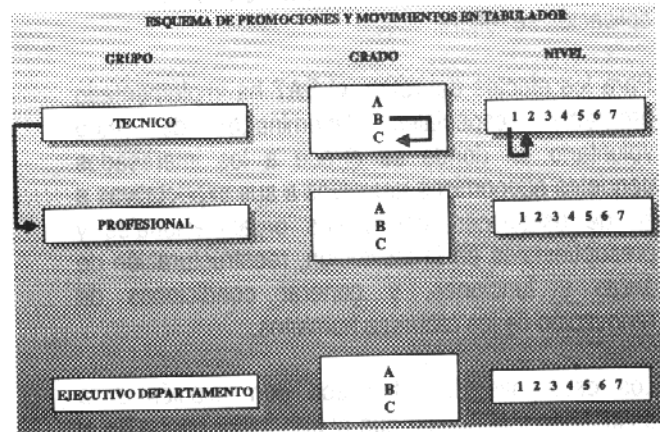 ESQUEMA DE PROMOCIONES Y MOVIMIENTOS EN TABULADOR
GRUPO GRADO NIVEL
TECNICO
A
B
C
1 2 3 4 5 6 7
PROFESIONAL
A
B
C
1 2 3 4 5 6 7
EJECUTIVO DEPARTAMENTO
A
B
C
1 2 3 4 5 6 7